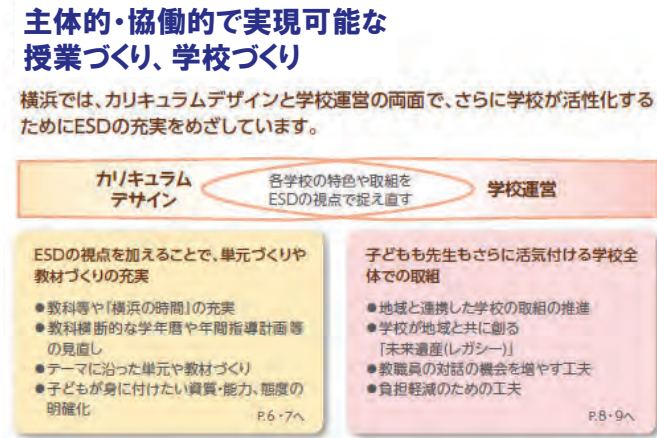 主体的・協働的で実現可能な
授業づくり、学校づくり
横浜では、カリキュラムデザインと学校運営の両面で、さらに学校が活性化する
ためにESDの充実をめざしています。
カリキュラム
デザイン
各学校の特色や取組を
ESDの視点で捉え直す
学校運営
ESDの視点を加えることで、単元づくりや
教材づくりの充実
●教科等や「横浜の時間」の充実
●教科横断的な学年暦や年間指導計画等
の見直し
●テーマに沿った単元や教材づくり
●子どもが身に付けたい資質・能力、態度の
明確化
P.6・7へ
子どもも先生もさらに活気付ける学校全
体での取組
●地域と連携した学校の取組の推進
●学校が地域と共に創る
「未来遺産(レガシー)」
●教職員の対話の機会を増やす工夫
●負担軽減のための工夫
P.8・9へ